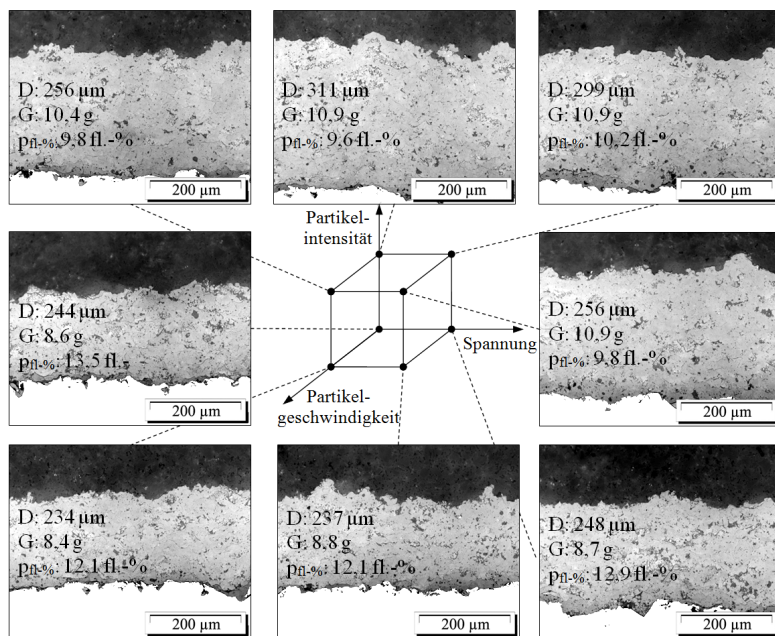 D: 256 µm
G: 10,4 g
pfl-%: 9,8 fl.-%
200 µm
D: 311 µm
G: 10,9 g
pfl-%: 9,6 fl.-%
200 µm
D: 299 µm
G: 10,9 g
pfl-%: 10,2 fl.-%
200 µm
Partikel-
intensität
D: 244 µm
G: 8,6 g
pfl-%: 13,5 fl.-
200 µm
Spannung
Partikel-
geschwindigkeit
D: 256 µm
G: 10,9 g
pfl-%: 9,8 fl.-%
200 µm
D: 234 µm
G: 8,4 g
pfl-%: 12,1 fl.-%
200 µm
D: 237 µm
G: 8,8 g
pfl-%: 12,1 fl.-%
200 µm
D: 248 µm
G: 8,7 g
pfl-%: 12,9 fl.-%
200 µm